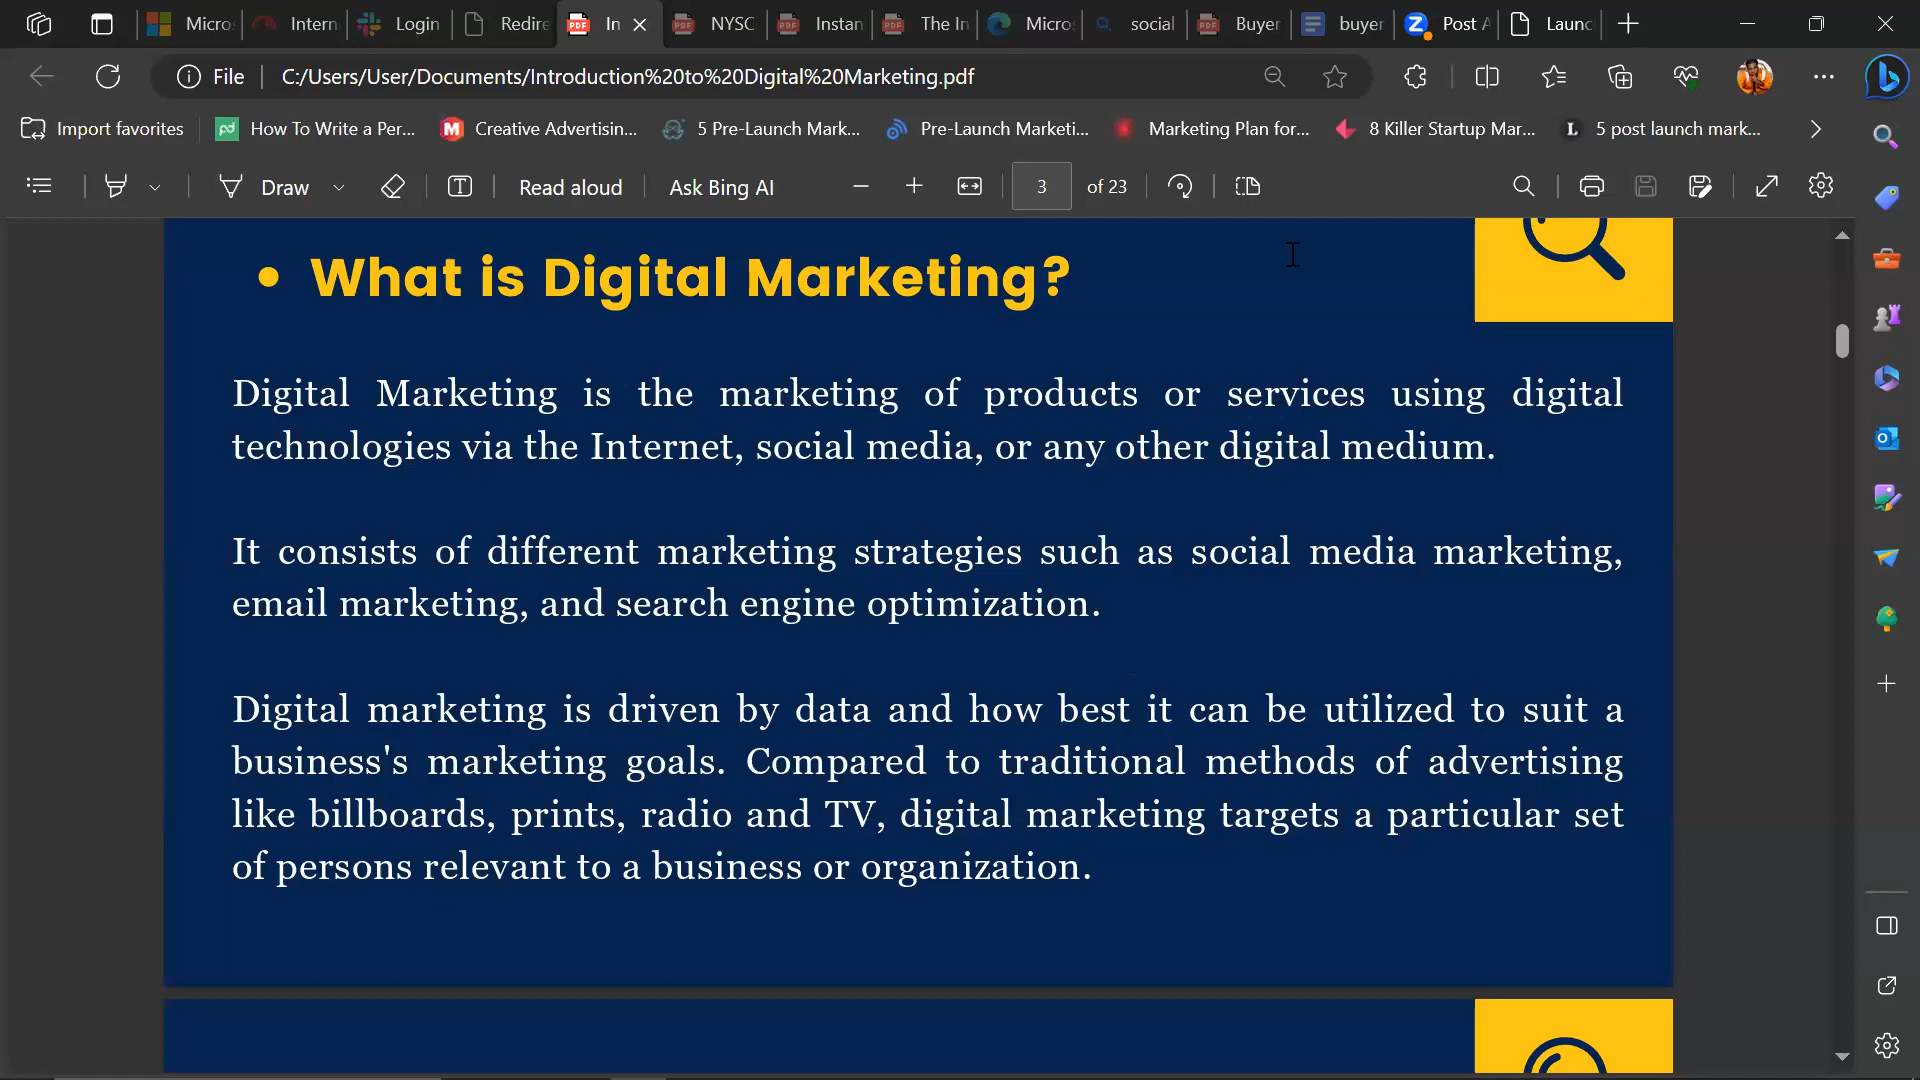 Micros
Intern
Login
Redire
In
NYSC
Instan
The In
Micros
social
Buyer
buyer
Post A
Launc
File
C:/Users/User/Documents/Introduction%20to%20Digital%20Marketing.pdf
Import favorites
How To Write a Per...
Creative Advertisin...
5 Pre-Launch Mark...
Pre-Launch Marketi...
Marketing Plan for...
8 Killer Startup Mar...
5 post launch mark...
Draw
Read aloud
Ask Bing AI
3
of 23
• What is Digital Marketing?
Digital Marketing is the marketing of products or services using digital
technologies via the Internet, social media, or any other digital medium.
It consists of different marketing strategies such as social media marketing,
email marketing, and search engine optimization.
Digital marketing is driven by data and how best it can be utilized to suit a
business's marketing goals. Compared to traditional methods of advertising
like billboards, prints, radio and TV, digital marketing targets a particular set
of persons relevant to a business or organization.